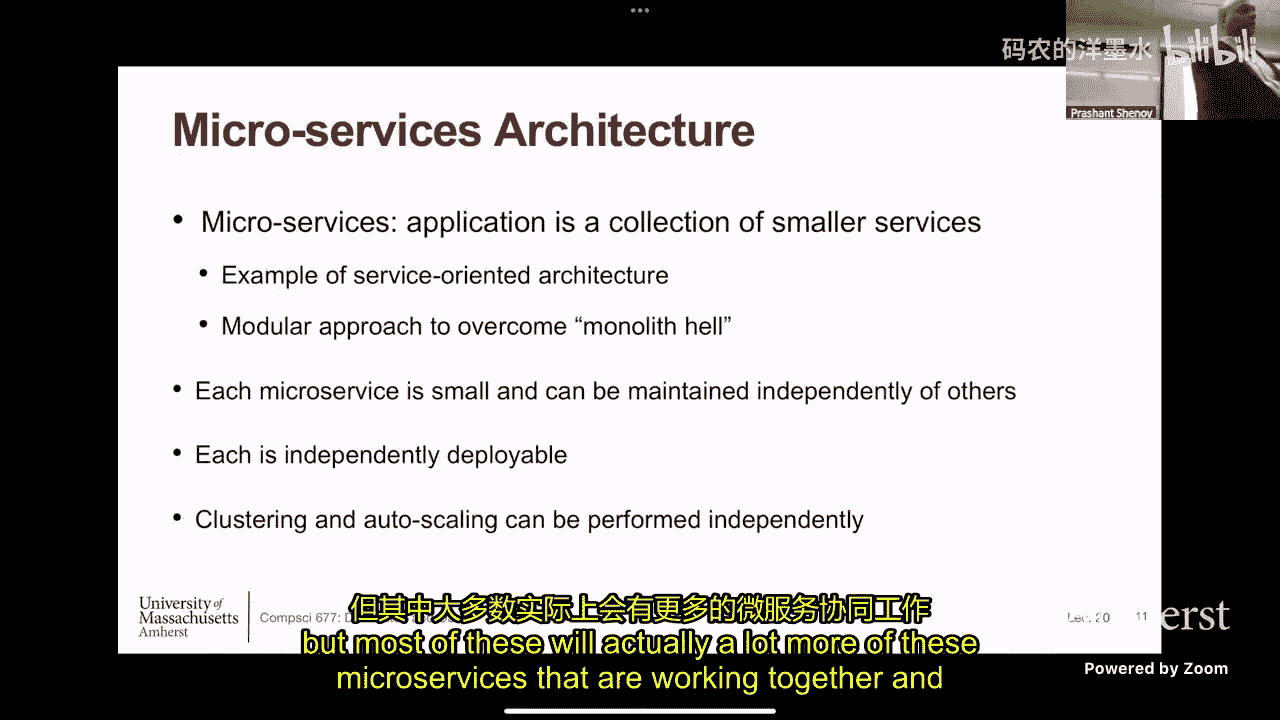 码农的洋墨水 bilibili
Prashant Shenoy
Micro-services Architecture
• Micro-services: application is a collection of smaller services
• Example of service-oriented architecture
• Modular approach to overcome “monolith hell”
• Each microservice is small and can be maintained independently of others
• Each is independently deployable
• Clustering and auto-scaling can be performed independently
University of
Massachusetts
Amherst
Compsci 677:
Lec. 20
11
erst
但其中大多数实际上会有更多的微服务协同工作
but most of these will actually a lot more of these
microservices that are working together and
Powered by Zoom